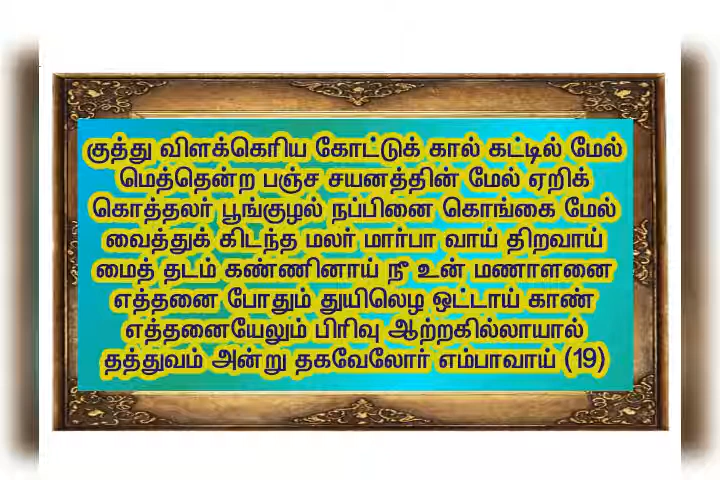 குத்து விளக்கெரிய கோட்டுக் கால் கட்டில் மேல்
மெத்தென்ற பஞ்ச சயனத்தின் மேல் ஏறிக்
கொத்தலர் பூங்குழல் நப்பினை கொங்கை மேல்
வைத்துக் கிடந்த மலர் மார்பா வாய் திறவாய்
மைத் தடம் கண்ணினாய் நீ உன் மணாளனை
எத்தனை போதும் துயிலெழ ஒட்டாய் காண்
எத்தனையேலும் பிரிவு ஆற்றகில்லாயால்
தத்துவம் அன்று தகவேலோர் எம்பாவாய் (19)